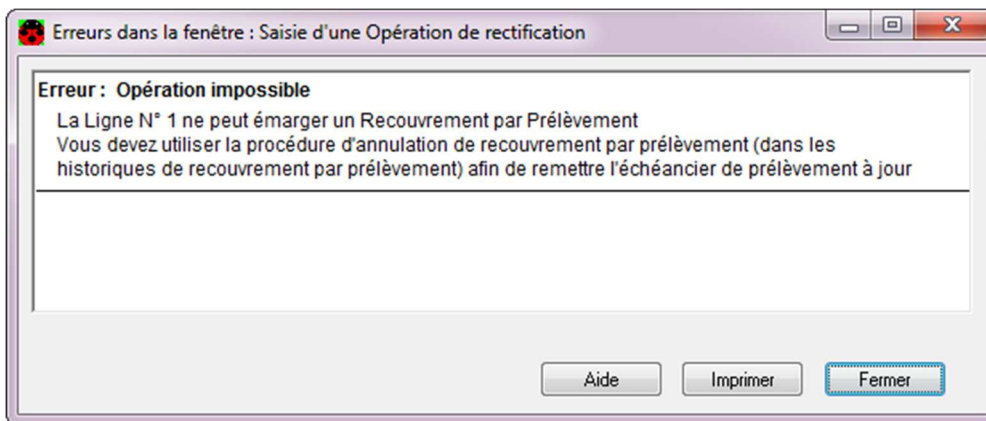 Erreurs dans la fenêtre : Saisie d'une Opération de rectification
Erreur : Opération impossible
La Ligne N° 1 ne peut émarger un Recouvrement par Prélèvement
Vous devez utiliser la procédure d'annulation de recouvrement par prélèvement (dans les
historiques de recouvrement par prélèvement) afin de remettre l'échéancier de prélèvement à jour
Aide Imprimer Fermer